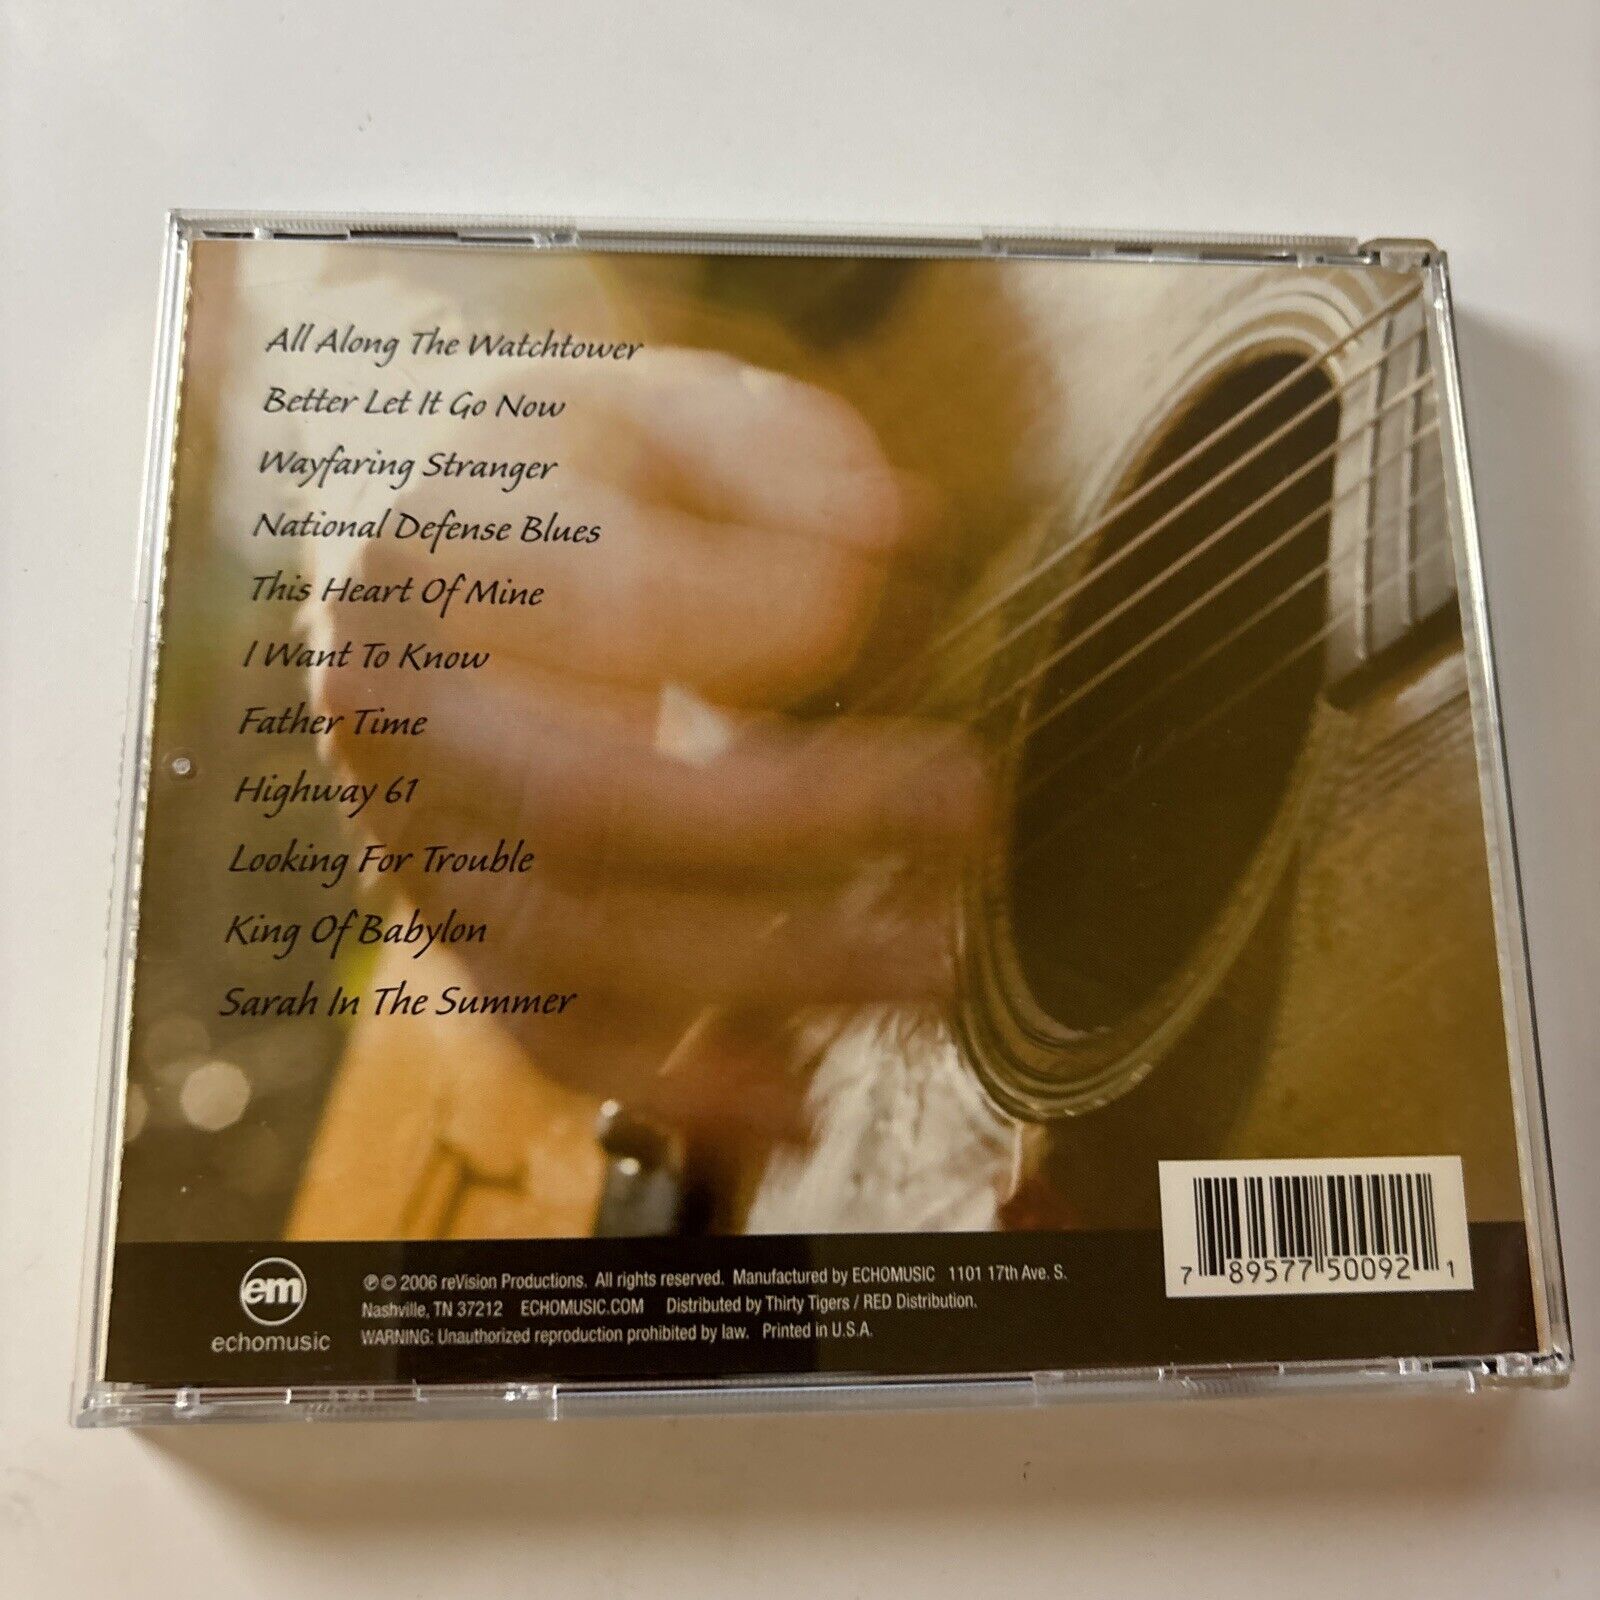 All Along The Watchtower
Better Let It Go Now
Wayfaring Stranger
National Defense Blues
This Heart Of Mine
I Want To Know
Father Time
Highway 61
Looking For Trouble
King Of Babylon
Sarah In The Summer
em
echomusic
℗© 2006 reVision Productions. All rights reserved. Manufactured by ECHOMUSIC 1101 17th Ave. S.
Nashville, TN 37212 ECHOMUSIC.COM Distributed by Thirty Tigers / RED Distribution.
WARNING: Unauthorized reproduction prohibited by law. Printed in U.S.A.
7 89577 50092 1